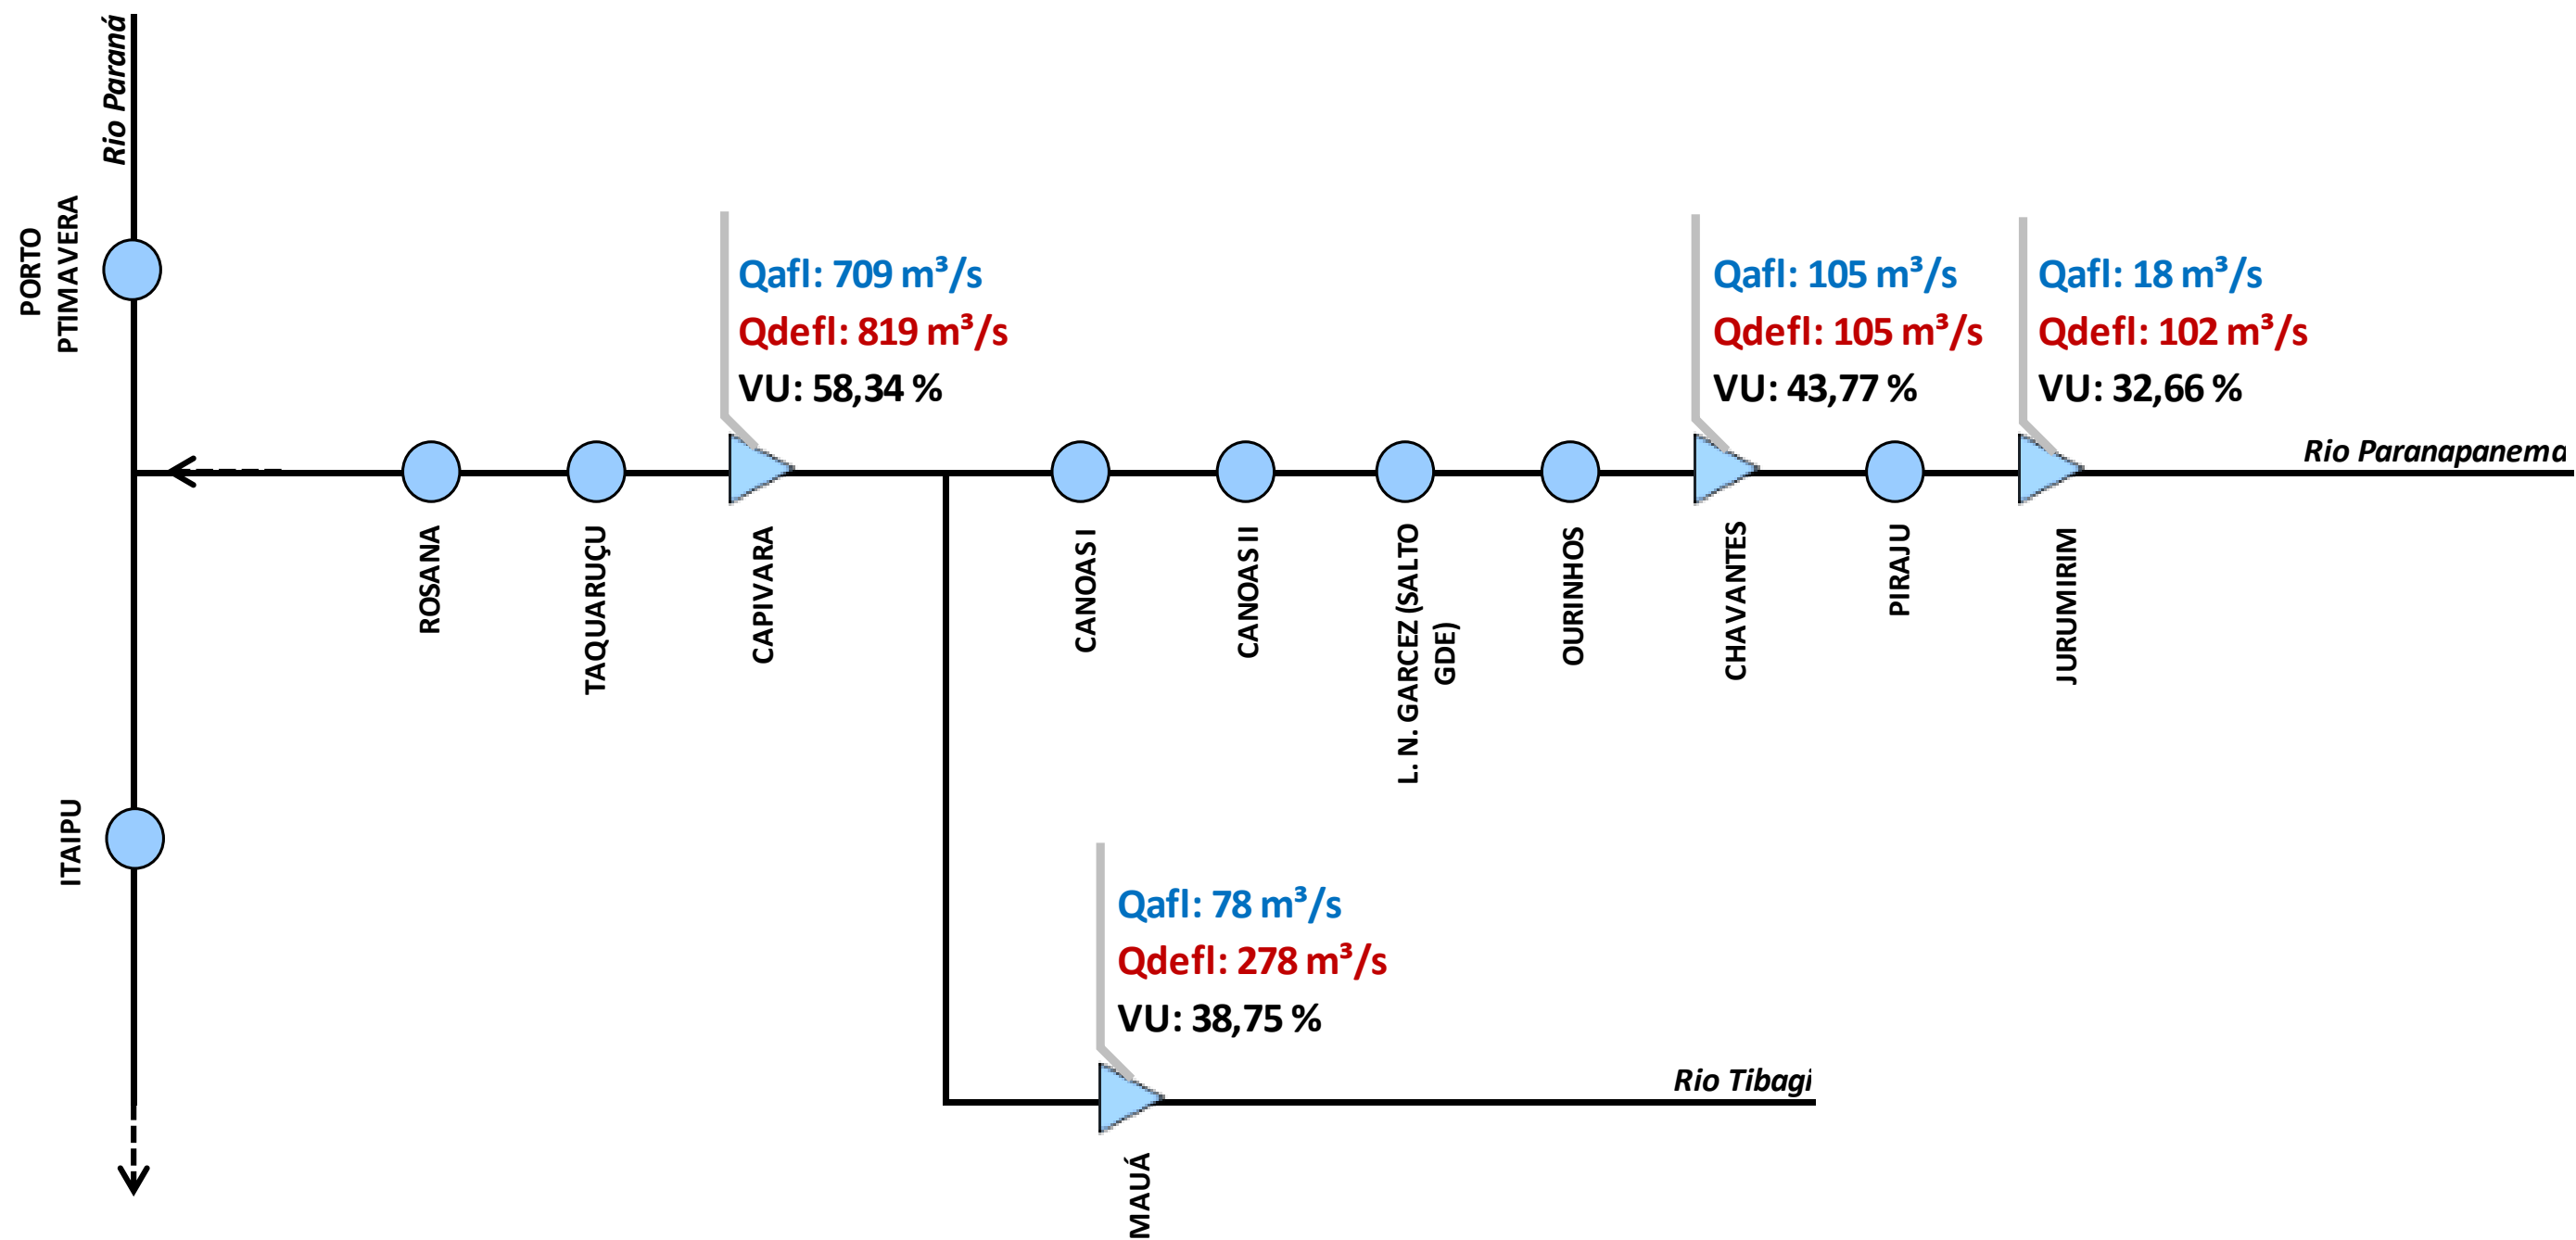 Rio Paraná
PORTO
PTIMAVERA
Qafl: 709 m³/s
Qdefl: 819 m³/s
VU: 58,34 %
Qafl: 105 m³/s
Qdefl: 105 m³/s
VU: 43,77 %
Qafl: 18 m³/s
Qdefl: 102 m³/s
VU: 32,66 %
Rio Paranapanema
ROSANA
TAQUARUÇU
CAPIVARA
CANOAS I
CANOAS II
L. N. GARCEZ (SALTO
GDE)
OURINHOS
CHAVANTES
PIRAJU
JURUMIRIM
ITAIPU
Qafl: 78 m³/s
Qdefl: 278 m³/s
VU: 38,75 %
Rio Tibagi
MAUÁ